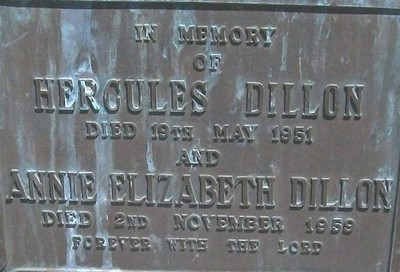 IN MEMORY
OF
HERCULES DILLON
DIED 19TH MAY 1951
AND
ANNIE ELIZABETH DILLON
DIED 2ND NOVEMBER 1959
FOREVER WITH THE LORD